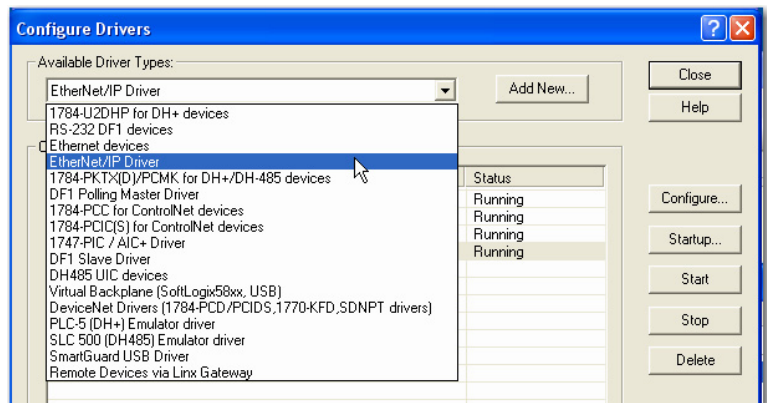 Configure Drivers
Available Driver Types:
EtherNet/IP Driver
Add New...
Close
Help
1784-U2DHP for DH+ devices
RS-232 DF1 devices
Ethernet devices
EtherNet/IP Driver
1784-PKTX(D)/PCMK for DH+/DH-485 devices
DF1 Polling Master Driver
1784-PCC for ControlNet devices
1784-PCIC(S) for ControlNet devices
1747-PIC / AIC+ Driver
DF1 Slave Driver
DH485 UIC devices
Virtual Backplane (SoftLogix58xx, USB)
DeviceNet Drivers (1784-PCD/PCIDS,1770-KFD,SDNPT drivers)
PLC-5 (DH+) Emulator driver
SLC 500 (DH485) Emulator driver
SmartGuard USB Driver
Remote Devices via Linx Gateway
Status
Running
Running
Running
Running
Configure...
Startup...
Start
Stop
Delete